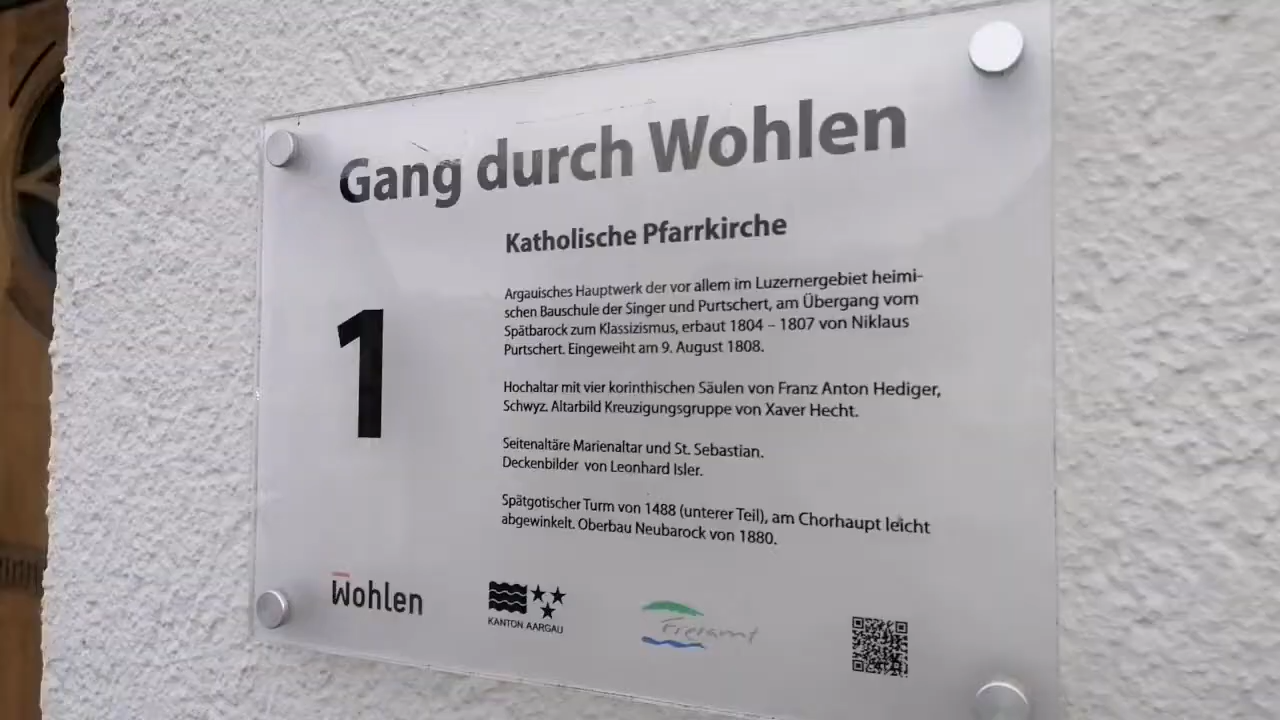 Gang durch Wohlen
Katholische Pfarrkirche
1
Argauisches Hauptwerk der vor allem im Luzernergebiet heimi-
schen Bauschule der Singer und Purtschert, am Übergang vom
Spätbarock zum Klassizismus, erbaut 1804 – 1807 von Niklaus
Purtschert. Eingeweiht am 9. August 1808.
Hochaltar mit vier korinthischen Säulen von Franz Anton Hediger,
Schwyz. Altarbild Kreuzigungsgruppe von Xaver Hecht.
Seitenaltäre Marienaltar und St. Sebastian.
Deckenbilder von Leonhard Isler.
Spätgotischer Turm von 1488 (unterer Teil), am Chorhaupt leicht
abgewinkelt. Oberbau Neubarock von 1880.
Wohlen
KANTON AARGAU
Freiamt